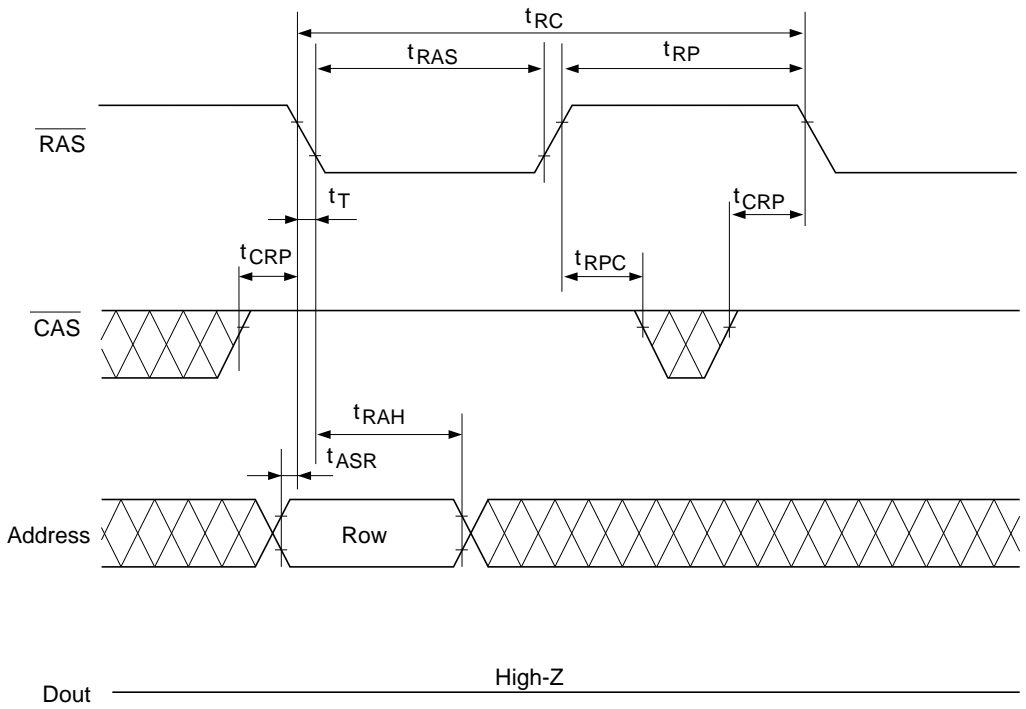 tRC
tRAS
tRP
RAS
tT
tCRP
tCRP
tRPC
CAS
tRAH
tASR
Address
Row
High-Z
Dout